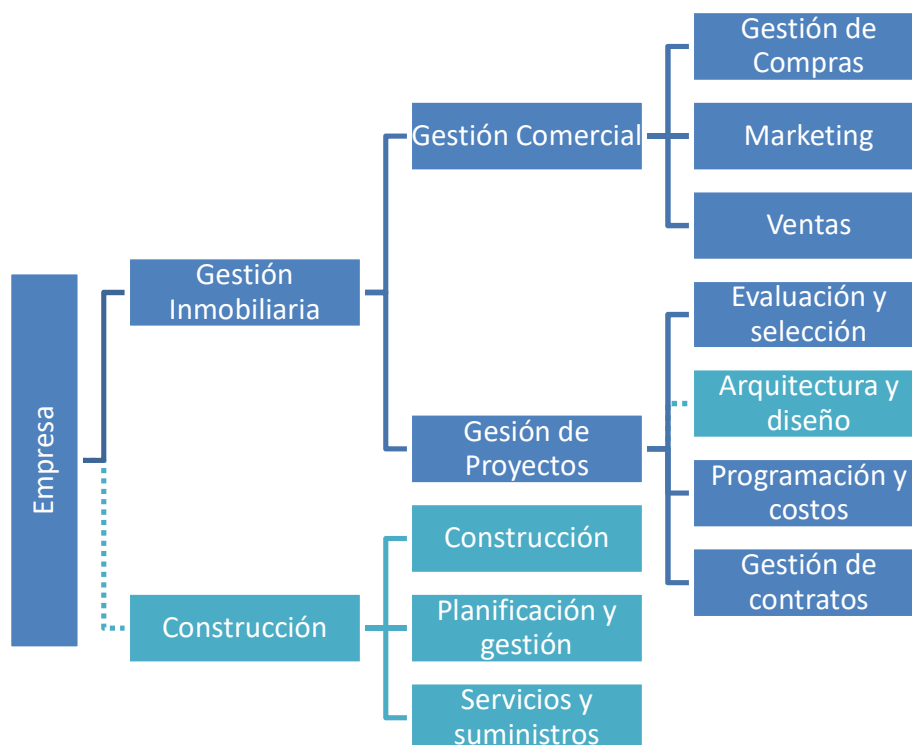 Gestión de
Compras
Gestión Comercial
Marketing
Ventas
Gestión
Inmobiliaria
Evaluación y
selección
Arquitectura y
diseño
Empresa
Gesión de
Proyectos
Programación y
costos
Construcción
Gestión de
contratos
Construcción
Planificación y
gestión
Servicios y
suministros